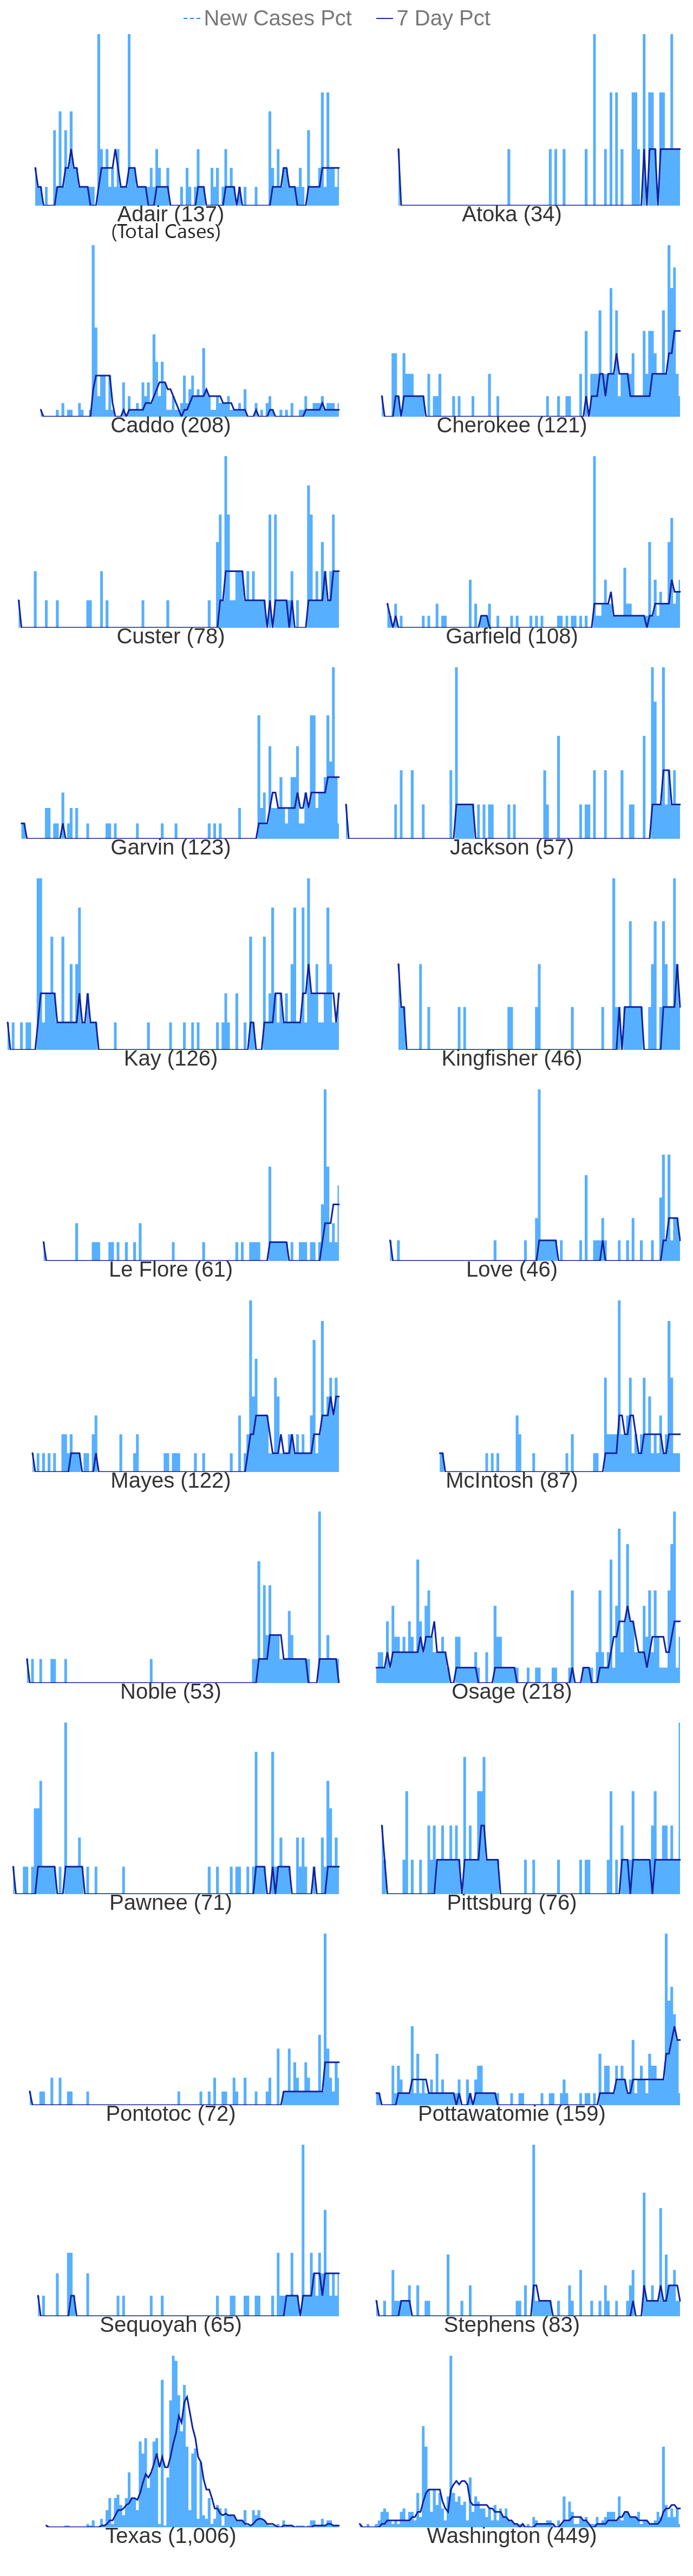 New Cases Pct 7 Day Pct
Adair (137) Atoka (34)
(Total Cases)
Caddo (208) Cherokee (121)
Custer (78) Garfield (108)
Garvin (123) Jackson (57)
Kay (126) Kingfisher (46)
Le Flore (61) Love (46)
Mayes (122) McIntosh (87)
Noble (53) Osage (218)
Pawnee (71) Pittsburg (76)
Pontotoc (72) Pottawatomie (159)
Sequoyah (65) Stephens (83)
Texas (1,006) Washington (449)